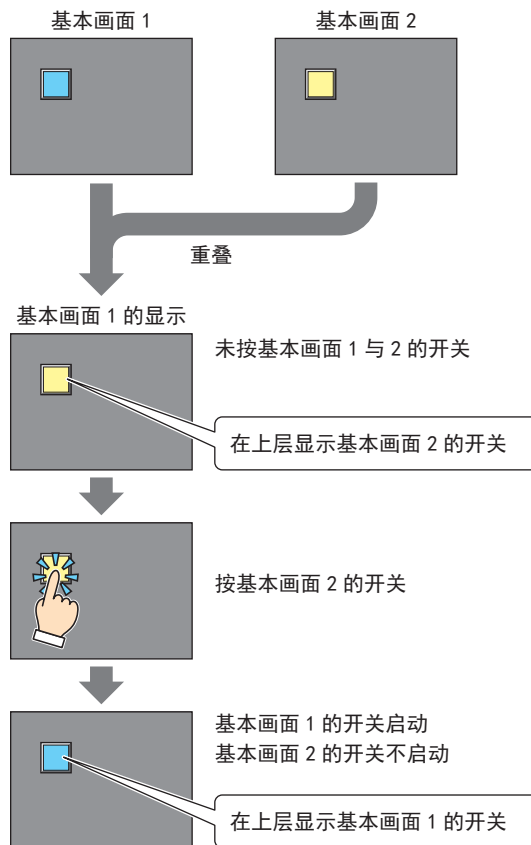 基本画面 1
基本画面 2
重叠
基本画面 1 的显示
未按基本画面 1 与 2 的开关
在上层显示基本画面 2 的开关
按基本画面 2 的开关
基本画面 1 的开关启动
基本画面 2 的开关不启动
在上层显示基本画面 1 的开关